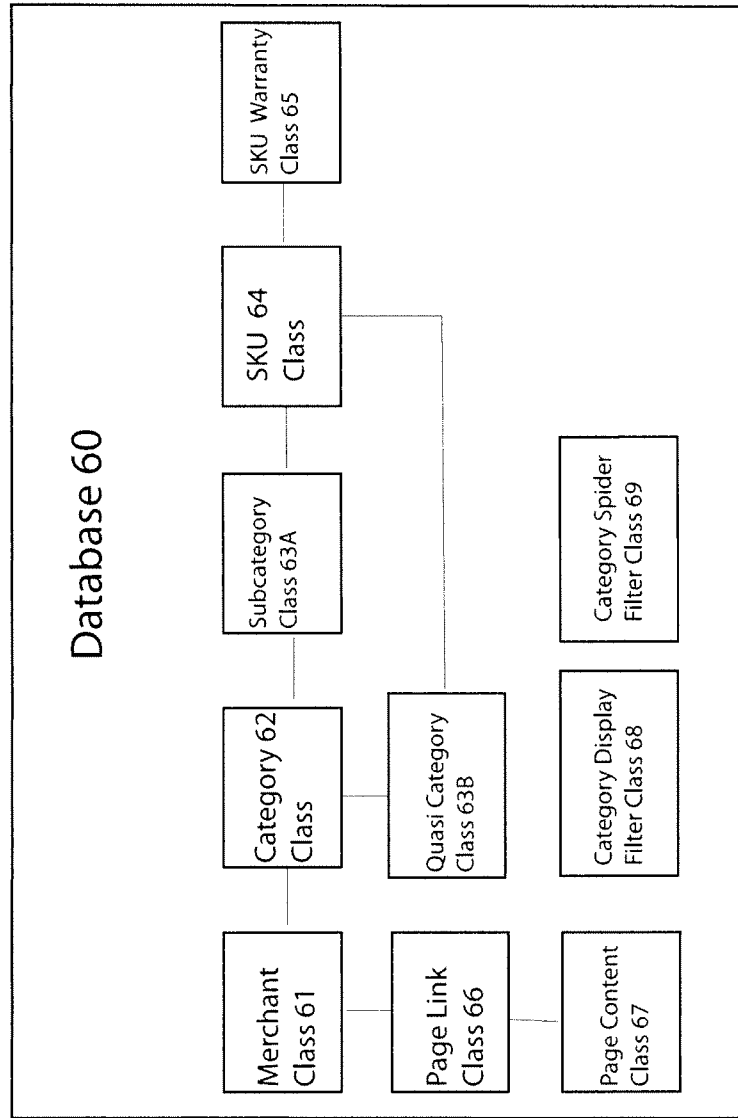 Database 60
Merchant
Class 61
Category 62
Class
Subcategory
Class 63A
SKU 64
Class
SKU Warranty
Class 65
Page Link
Class 66
Quasi Category
Class 63B
Page Content
Class 67
Category Display
Filter Class 68
Category Spider
Filter Class 69